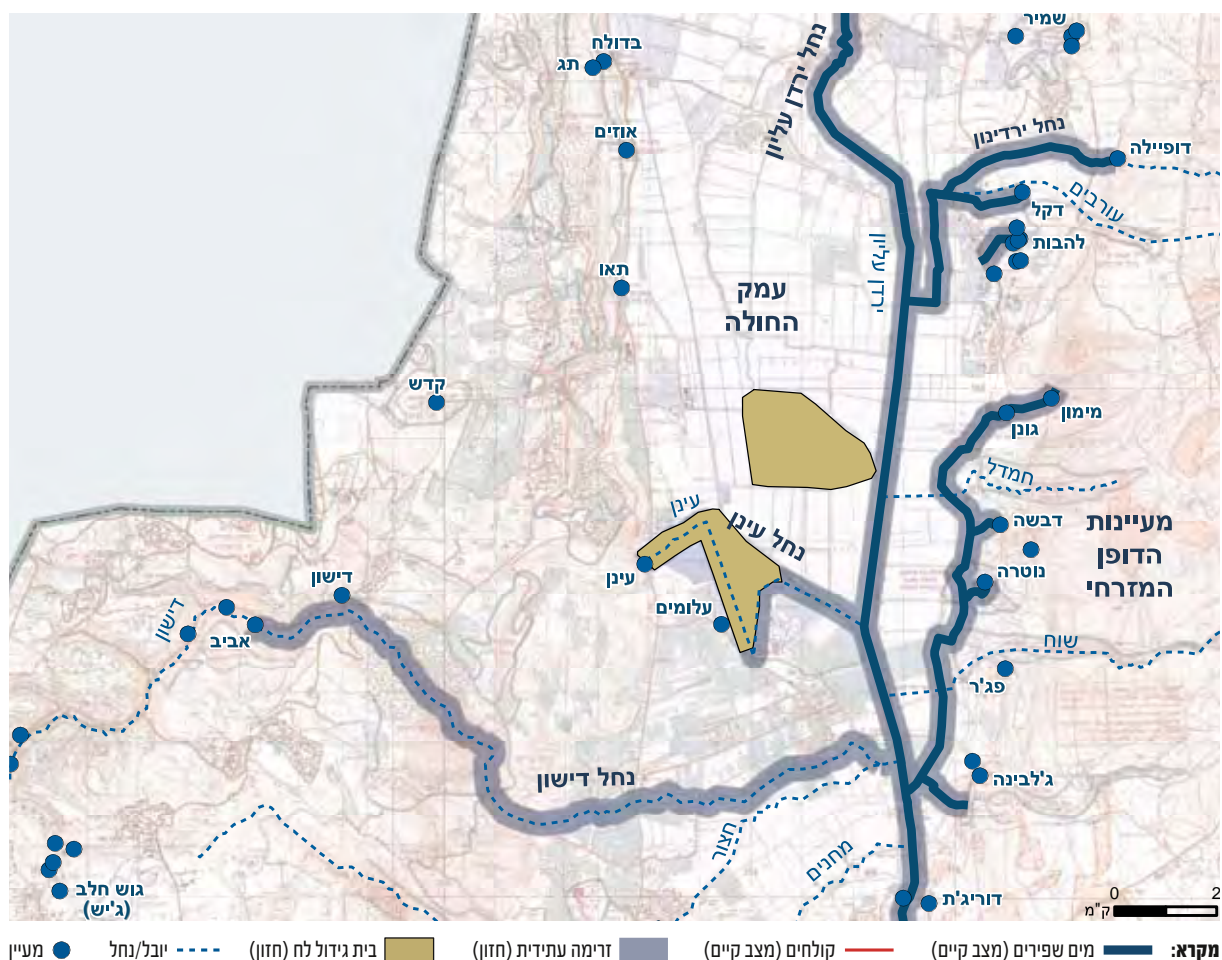 שמיר
בדולח
תג
נחל ירדן עליון
אוזים
נחל ירדינון
דופיילה
דקל
עורבים
להבות
ירדן עליון
תאו
עמק
החולה
קדש
מימון
גונן
חמדל
עינן
נחל עינן
דבשה
מעיינות
הדופן
המזרחי
נוטרה
עינן
דישון
עלומים
דישון
אביב
שוח
פג'ר
נחל דישון
ג'לבינה
חצור
מחנים
גוש חלב
(ג'יש)
דוריג'ת
0 2
ק"מ
מקרא: מים שפירים (מצב קיים) קולחים (מצב קיים) זרימה עתידית (חזון) בית גידול לח (חזון) יובל/נחל מעיין